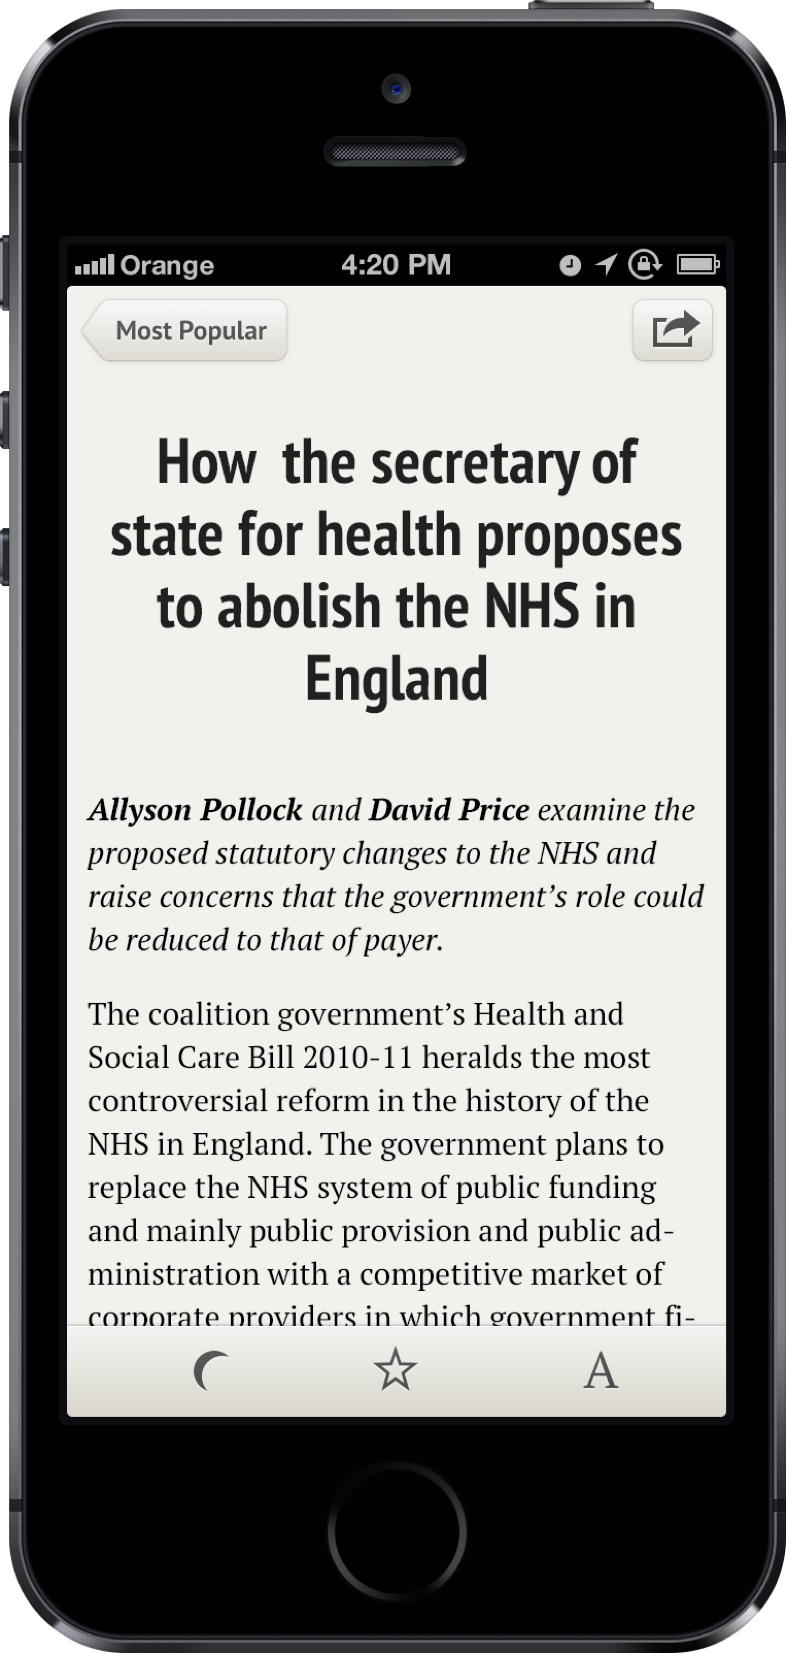 Orange 4:20 PM
Most Popular
How  the secretary of
state for health proposes
to abolish the NHS in
England
Allyson Pollock and David Price examine the
proposed statutory changes to the NHS and
raise concerns that the government’s role could
be reduced to that of payer.
The coalition government’s Health and
Social Care Bill 2010-11 heralds the most
controversial reform in the history of the
NHS in England. The government plans to
replace the NHS system of public funding
and mainly public provision and public ad-
ministration with a competitive market of
corporate providers in which government fi-
A